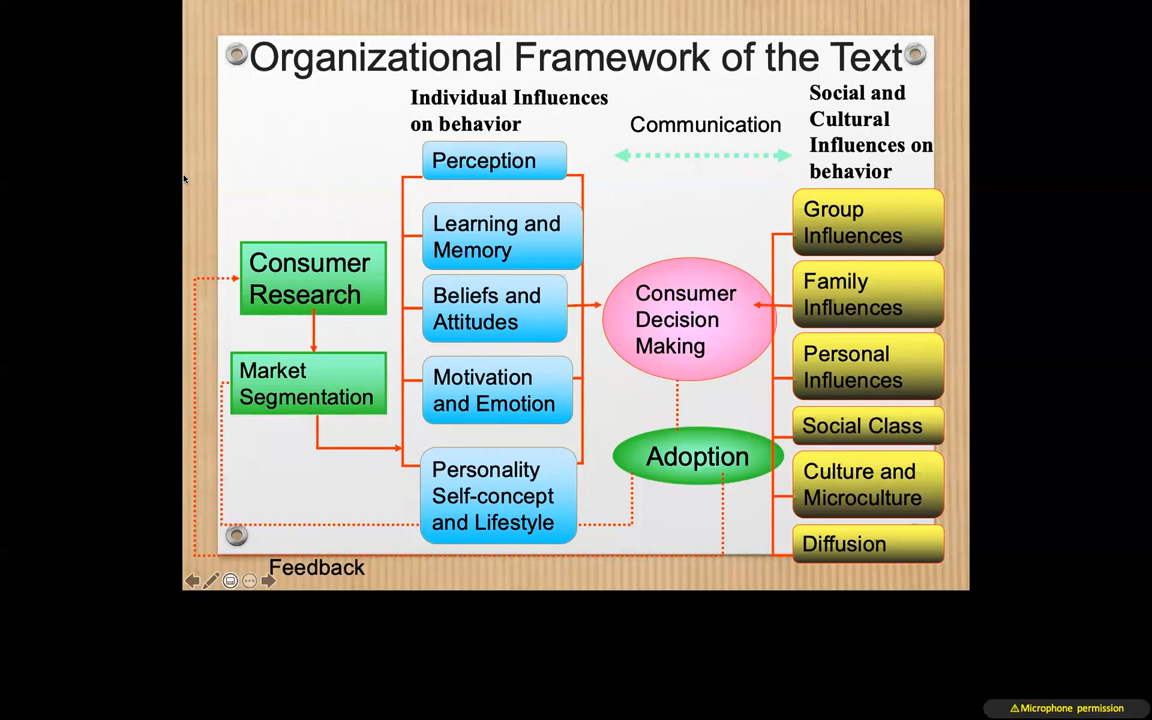 Organizational Framework of the Text
Individual Influences
on behavior
Communication
Social and
Cultural
Influences on
behavior
Consumer
Research
Market
Segmentation
Perception
Learning and
Memory
Beliefs and
Attitudes
Motivation
and Emotion
Personality
Self-concept
and Lifestyle
Consumer
Decision
Making
Adoption
Group
Influences
Family
Influences
Personal
Influences
Social Class
Culture and
Microculture
Diffusion
Feedback
Microphone permission